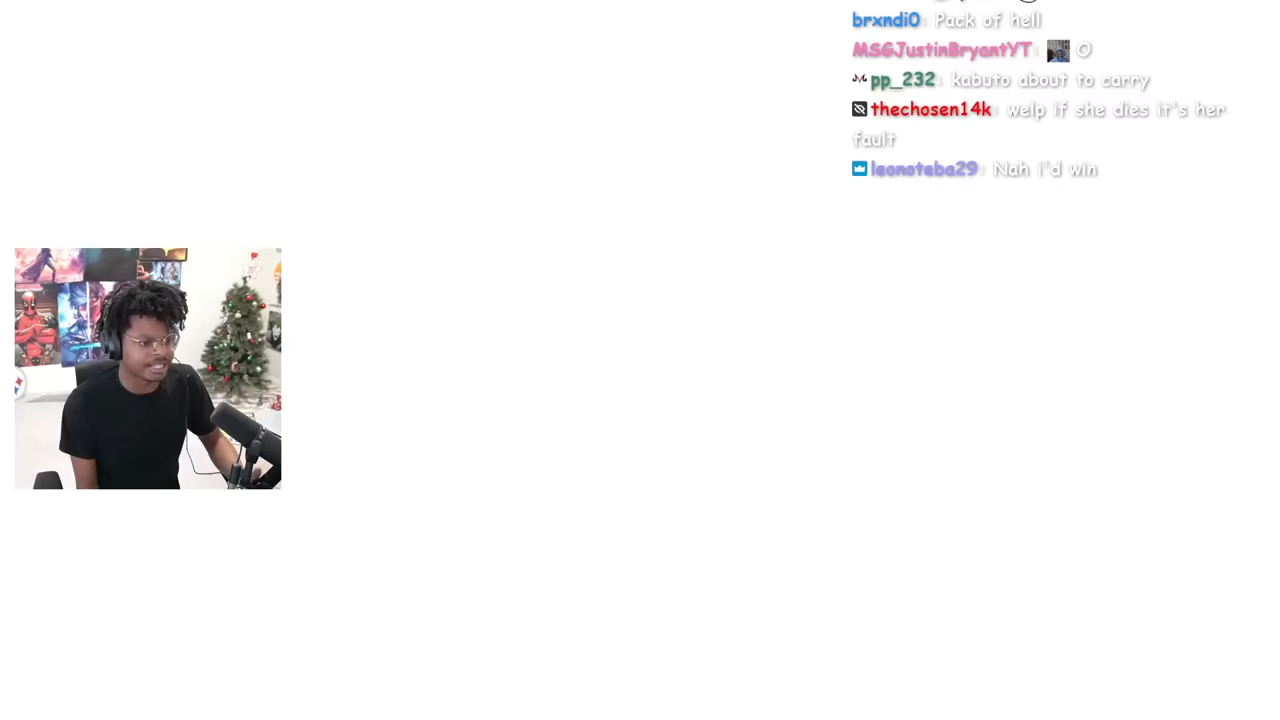 brxndi0: Pack of hell
MSGJustinBryantYT: O
pp_232: kabuto about to carry
thechosen14k: welp if she dies it's her
fault
leonoteba29: Nah i'd win